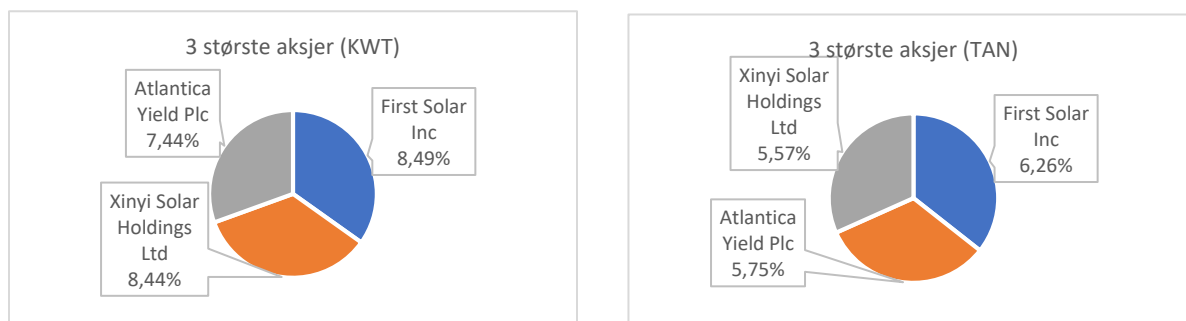 3 største aksjer (KWT)
Atlantica
Yield Plc
7,44%
First Solar
Inc
8,49%
Xinyi Solar
Holdings
Ltd
8,44%
3 største aksjer (TAN)
Xinyi Solar
Holdings
Ltd
5,57%
First Solar
Inc
6,26%
Atlantica
Yield Plc
5,75%